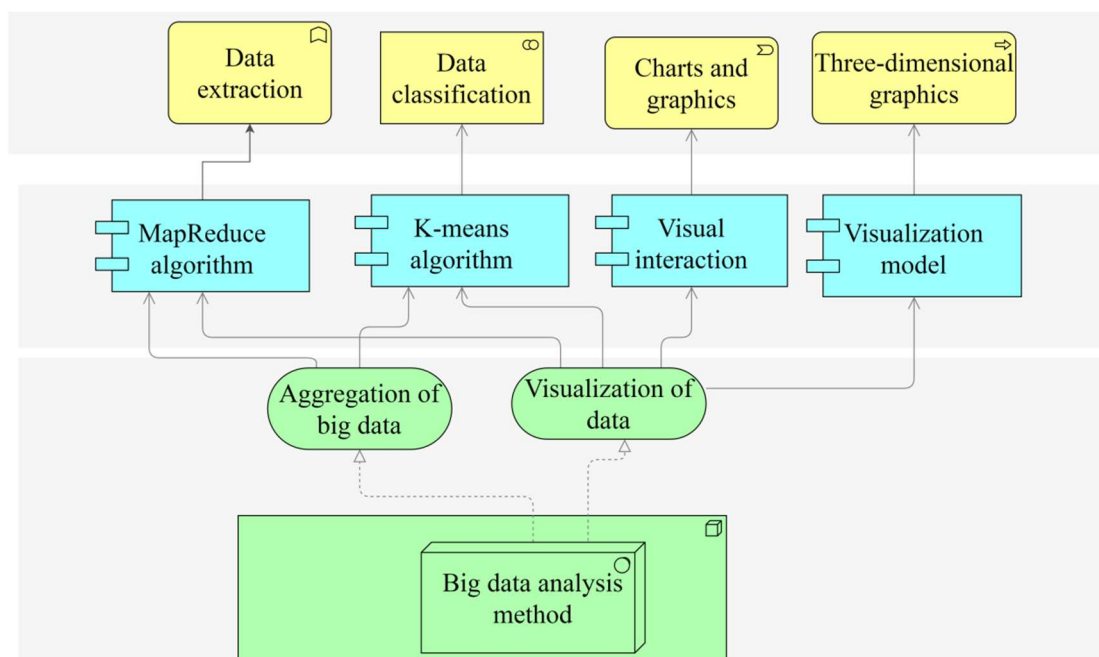 Data
extraction
Data
classification
Charts and
graphics
Three-dimensional
graphics
MapReduce
algorithm
K-means
algorithm
Visual
interaction
Visualization
model
Aggregation of
big data
Visualization of
data
Big data analysis
method